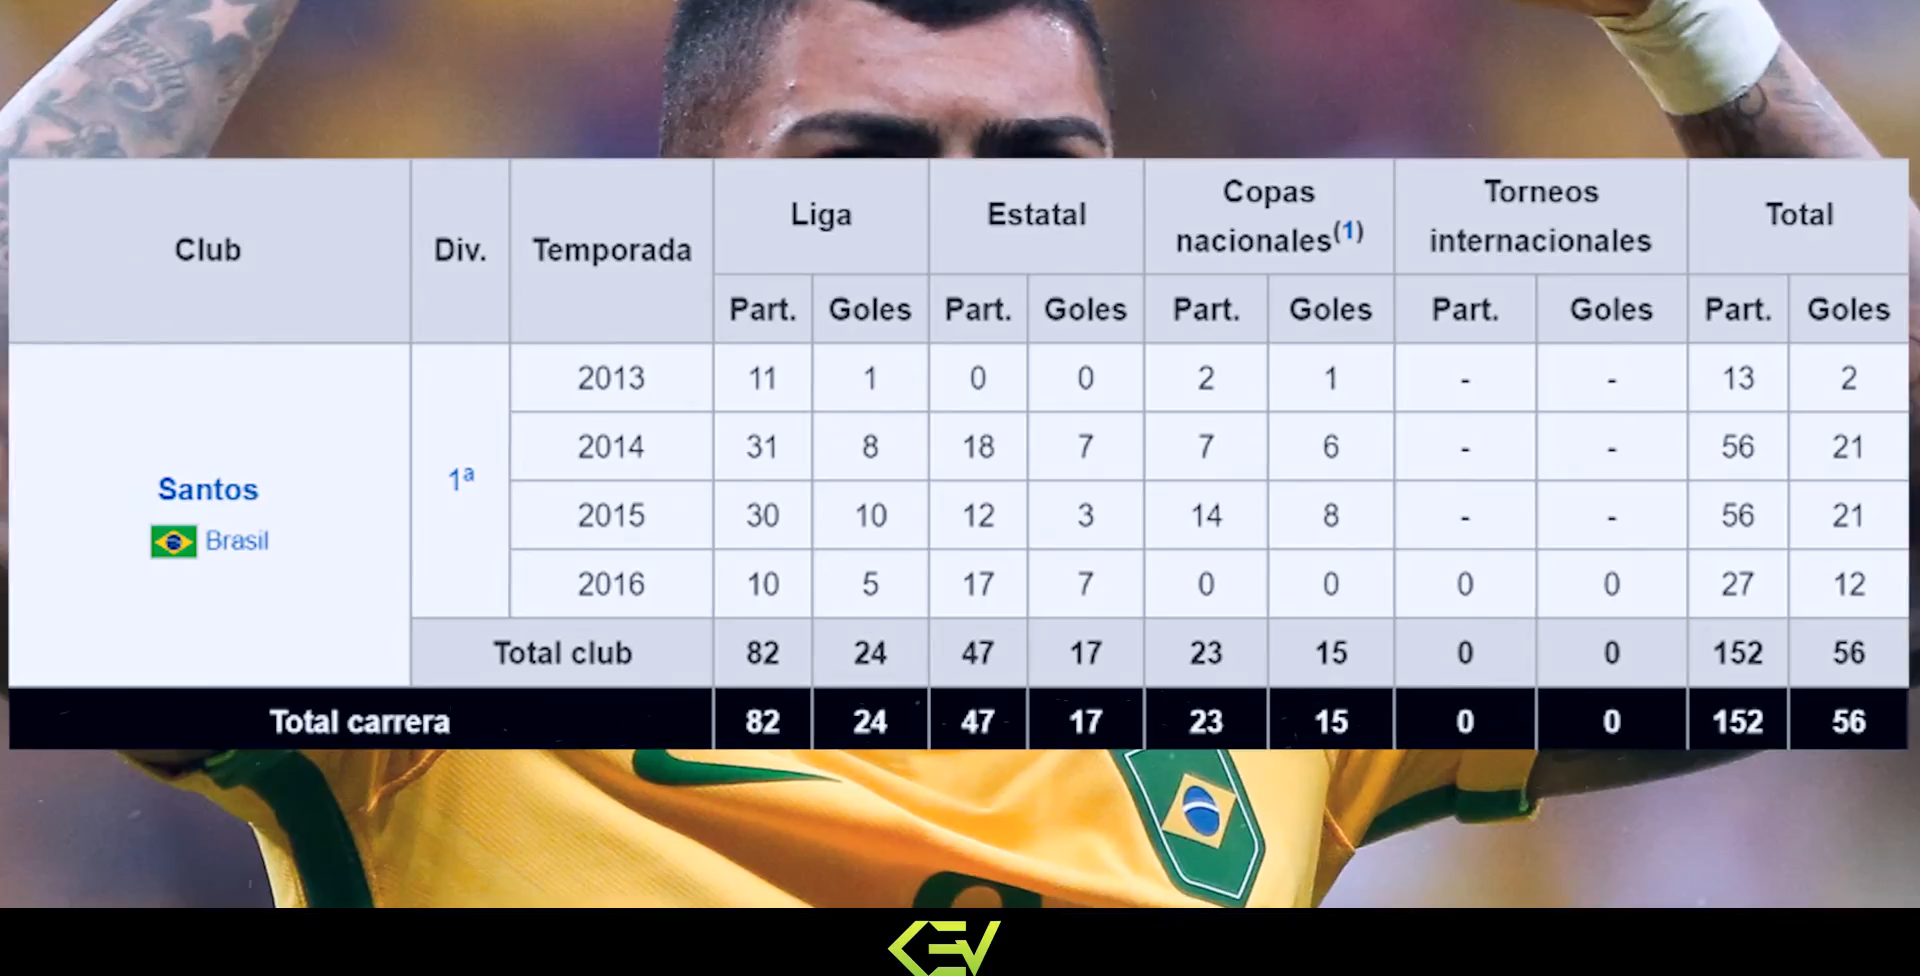 Club Div. Temporada Liga Estatal Copas nacionales(1) Torneos internacionales Total
Part. Goles Part. Goles Part. Goles Part. Goles Part. Goles
Santos
Brasil
1ª
2013 11 1 0 0 2 1 - - 13 2
2014 31 8 18 7 7 6 - - 56 21
2015 30 10 12 3 14 8 - - 56 21
2016 10 5 17 7 0 0 0 0 27 12
Total club 82 24 47 17 23 15 0 0 152 56
Total carrera 82 24 47 17 23 15 0 0 152 56